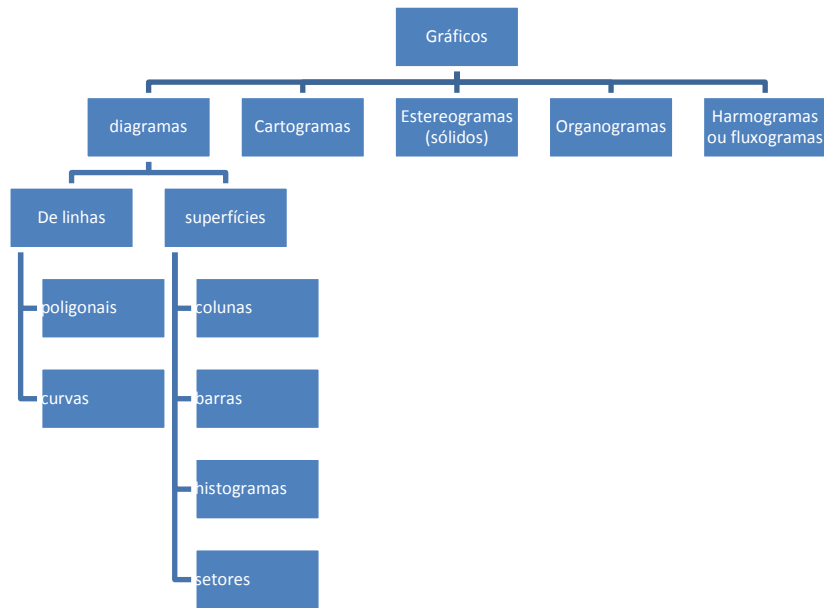 Gráficos
diagramas
Cartogramas
Estereogramas
(sólidos)
Organogramas
Harmogramas
ou fluxogramas
De linhas
superfícies
poligonais
colunas
curvas
barras
histogramas
setores